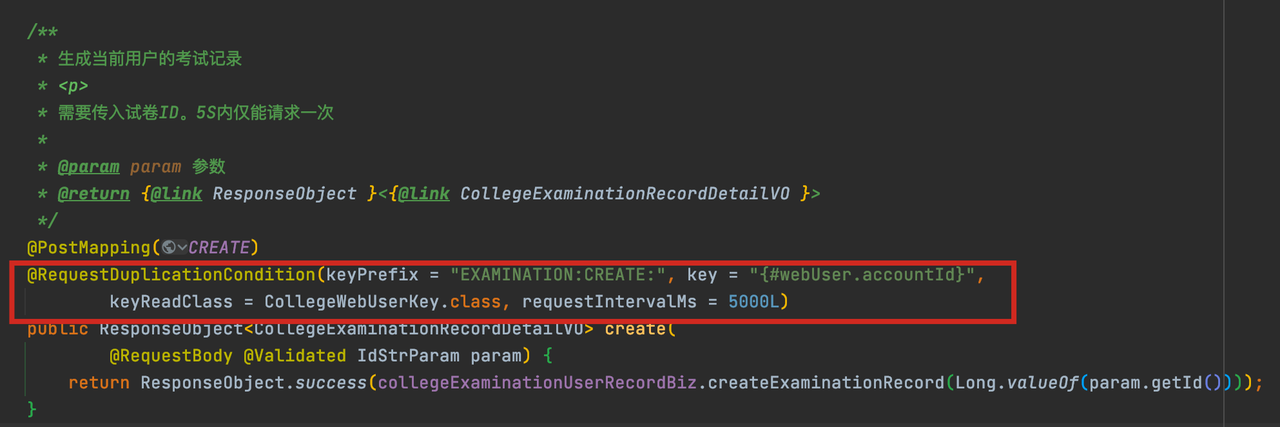 /**
 * 生成当前用户的考试记录
 * <p>
 * 需要传入试卷ID。5S内仅能请求一次
 *
 * @param param 参数
 * @return {@link ResponseObject }<{@link CollegeExaminationRecordDetailVO }>
 */
@PostMapping(CREATE)
@RequestDuplicationCondition(keyPrefix = "EXAMINATION:CREATE:", key = "{#webUser.accountId}",
        keyReadClass = CollegeWebUserKey.class, requestIntervalMs = 5000L)
public ResponseObject<CollegeExaminationRecordDetailVO> create(
        @RequestBody @Validated IdStrParam param) {
    return ResponseObject.success(collegeExaminationUserRecordBiz.createExaminationRecord(Long.valueOf(param.getId())));
}